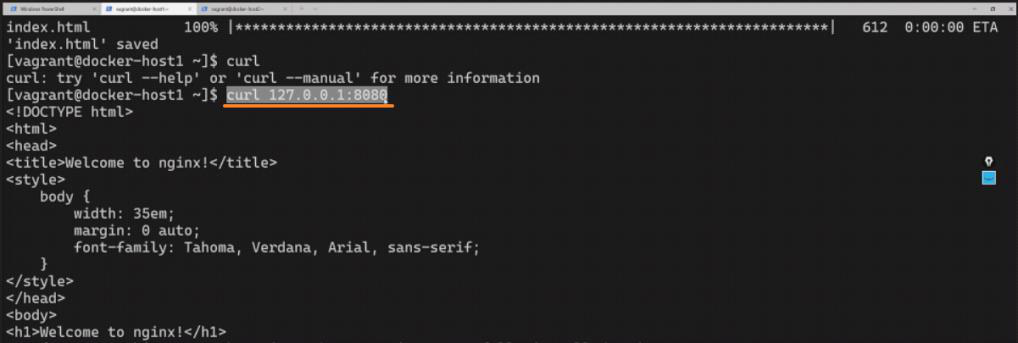 Windows PowerShell
vagrant@docker-host1:~
vagrant@docker-host2:~
index.html 100% |**********************************************************************| 612 0:00:00 ETA
'index.html' saved
[vagrant@docker-host1 ~]$ curl
curl: try 'curl --help' or 'curl --manual' for more information
[vagrant@docker-host1 ~]$ curl 127.0.0.1:8080
<!DOCTYPE html>
<html>
<head>
<title>Welcome to nginx!</title>
<style>
    body {
        width: 35em;
        margin: 0 auto;
        font-family: Tahoma, Verdana, Arial, sans-serif;
    }
</style>
</head>
<body>
<h1>Welcome to nginx!</h1>